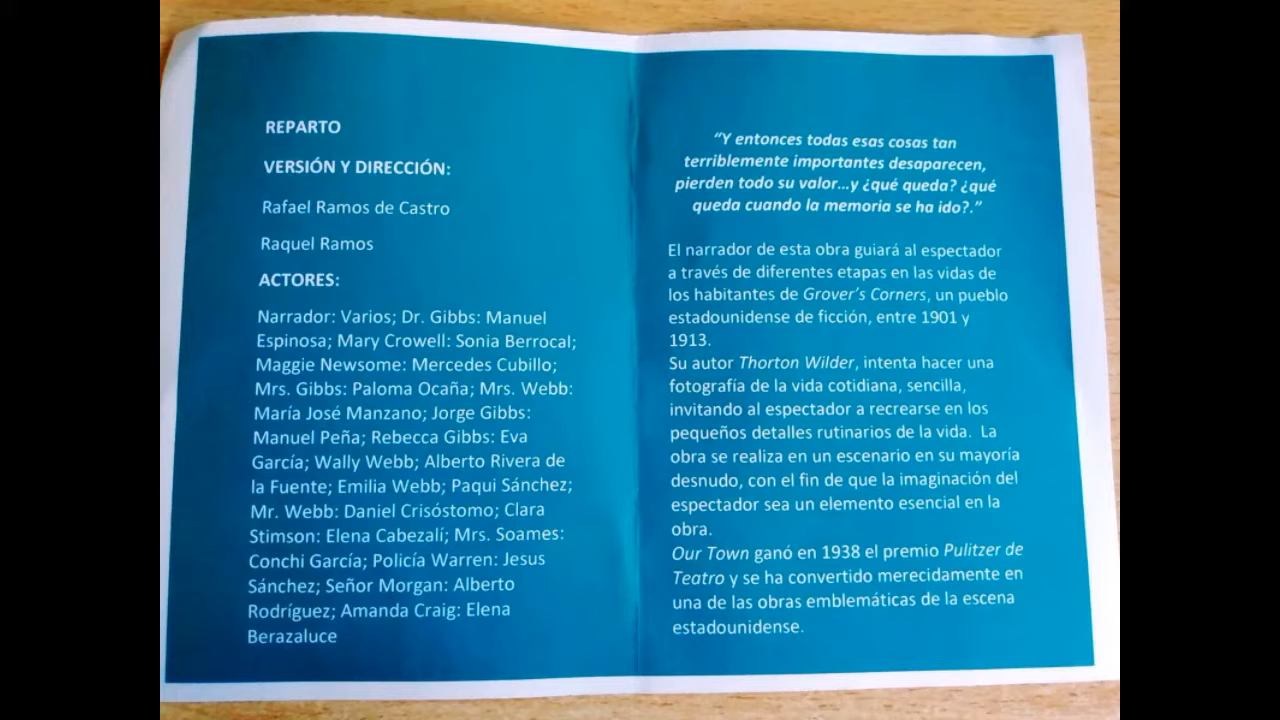 REPARTO
VERSIÓN Y DIRECCIÓN:
Rafael Ramos de Castro
Raquel Ramos
ACTORES:
Narrador: Varios; Dr. Gibbs: Manuel
Espinosa; Mary Crowell: Sonia Berrocal;
Maggie Newsome: Mercedes Cubillo;
Mrs. Gibbs: Paloma Ocaña; Mrs. Webb:
María José Manzano; Jorge Gibbs:
Manuel Peña; Rebecca Gibbs: Eva
García; Wally Webb; Alberto Rivera de
la Fuente; Emilia Webb; Paqui Sánchez;
Mr. Webb: Daniel Crisóstomo; Clara
Stimson: Elena Cabezalí; Mrs. Soames:
Conchi García; Policía Warren: Jesus
Sánchez; Señor Morgan: Alberto
Rodríguez; Amanda Craig: Elena
Berazaluce
“Y entonces todas esas cosas tan
terriblemente importantes desaparecen,
pierden todo su valor...y ¿qué queda? ¿qué
queda cuando la memoria se ha ido?.”
El narrador de esta obra guiará al espectador
a través de diferentes etapas en las vidas de
los habitantes de Grover’s Corners, un pueblo
estadounidense de ficción, entre 1901 y
1913.
Su autor Thorton Wilder, intenta hacer una
fotografía de la vida cotidiana, sencilla,
invitando al espectador a recrearse en los
pequeños detalles rutinarios de la vida. La
obra se realiza en un escenario en su mayoría
desnudo, con el fin de que la imaginación del
espectador sea un elemento esencial en la
obra.
Our Town ganó en 1938 el premio Pulitzer de
Teatro y se ha convertido merecidamente en
una de las obras emblemáticas de la escena
estadounidense.